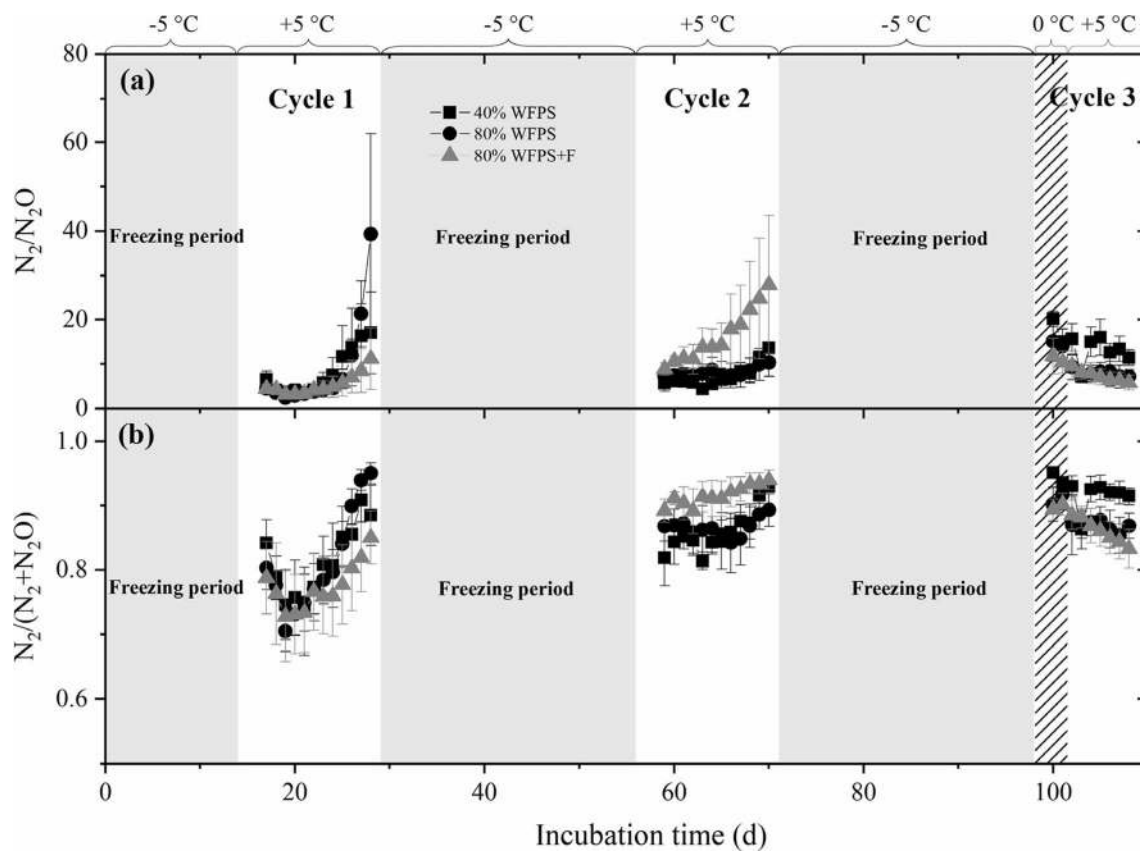 -5 °C +5 °C -5 °C +5 °C -5 °C 0 °C +5 °C
80
(a)
Cycle 1 Cycle 2 Cycle 3
40% WFPS
80% WFPS
80% WFPS+F
60
N₂/N₂O
40
Freezing period Freezing period Freezing period
20
0
(b)
1.0
N₂/(N₂+N₂O)
0.8
Freezing period Freezing period Freezing period
0.6
0 20 40 60 80 100
Incubation time (d)